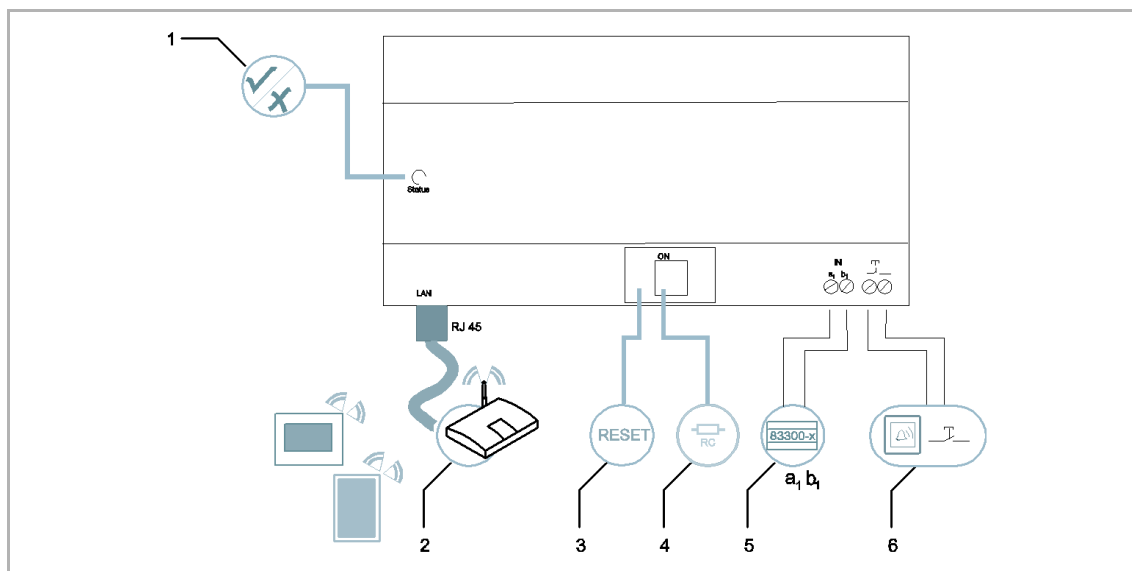 1
Status
ON
IN
a1 b1
LAN
RJ 45
RESET
RC
83300-x
a1 b1
2
3
4
5
6